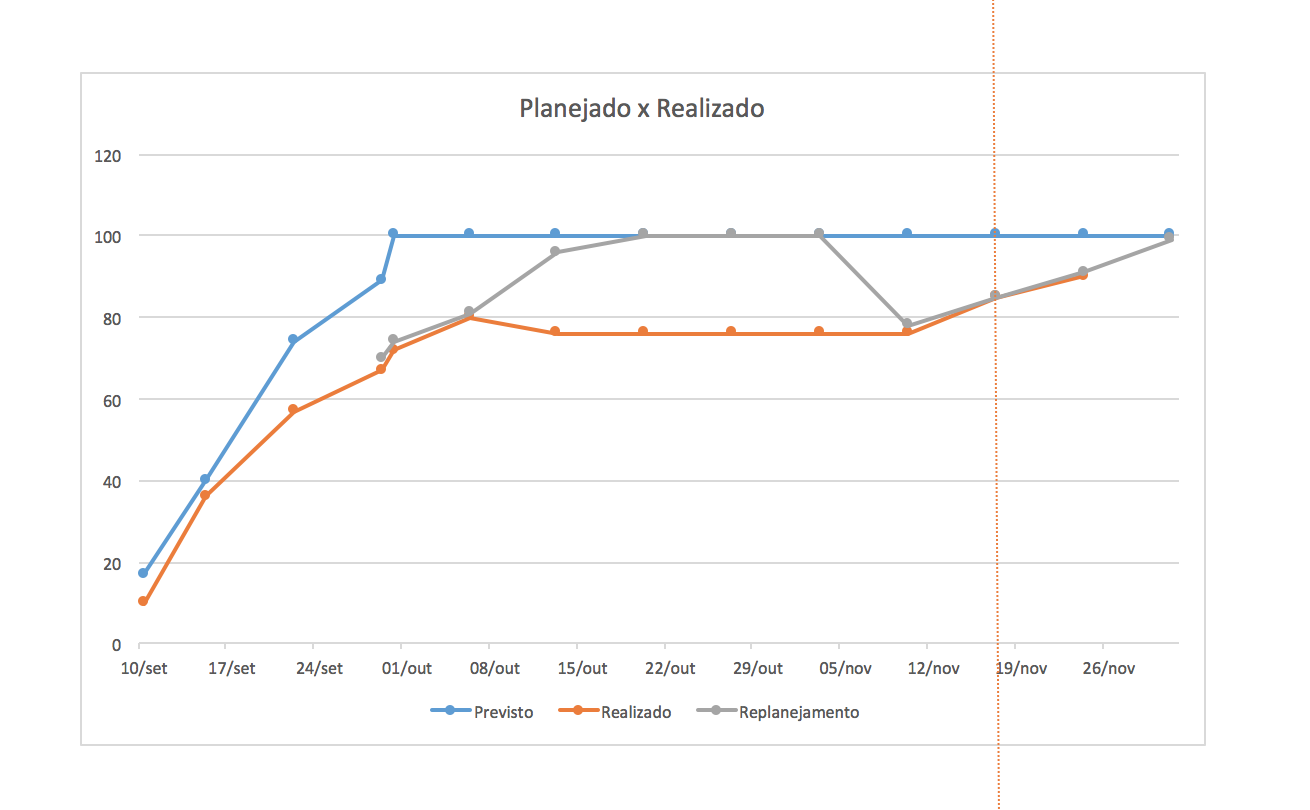 Planejado x Realizado
120
100
80
60
40
20
0
10/set 17/set 24/set 01/out 08/out 15/out 22/out 29/out 05/nov 12/nov 19/nov 26/nov
Previsto Realizado Replanejamento